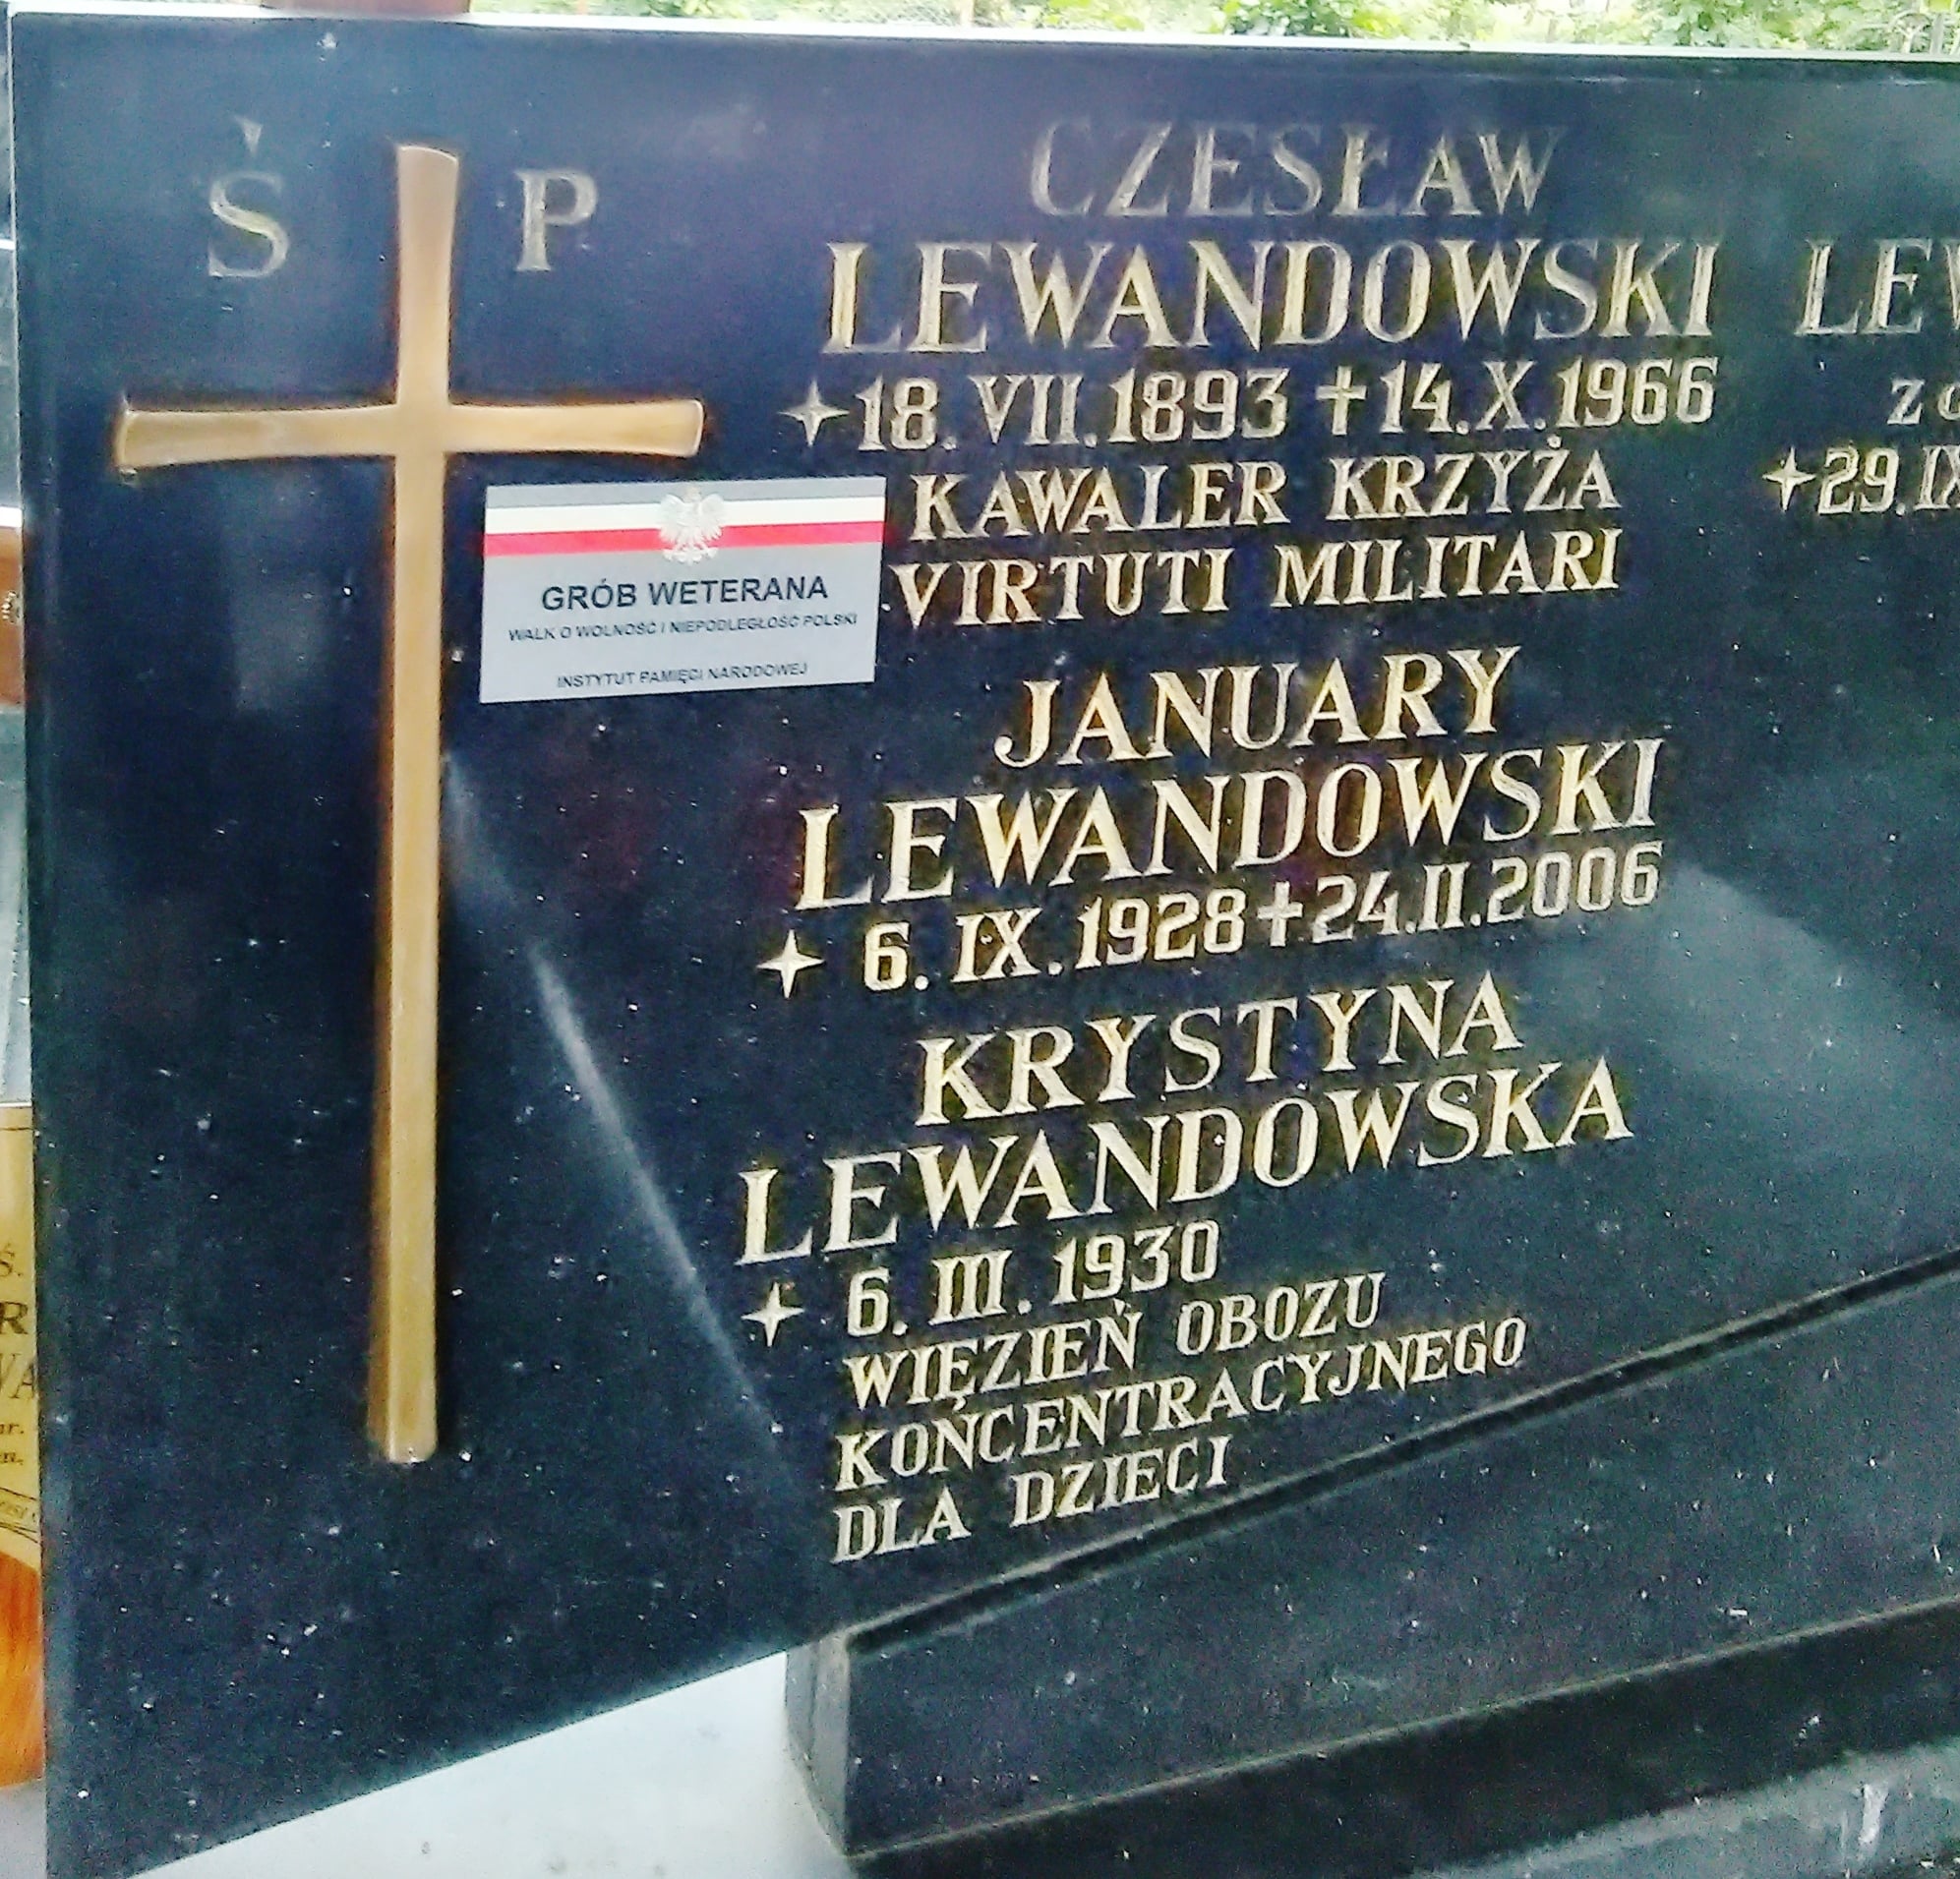 Ś P
CZESŁAW
LEWANDOWSKI
18.VII.1893 †14.X.1966
KAWALER KRZYŻA
VIRTUTI MILITARI
GRÓB WETERANA
WALK O WOLNOŚĆ I NIEPODLEGŁOŚĆ POLSKI
INSTYTUT PAMIĘCI NARODOWEJ
JANUARY
LEWANDOWSKI
6.IX.1928 †24.II.2006
KRYSTYNA
LEWANDOWSKA
6.III.1930
WIĘZIEŃ OBOZU
KOŃCENTRACYJNEGO
DLA DZIECI
29.IX